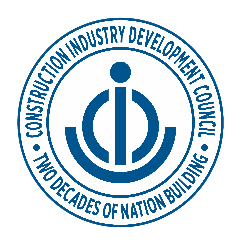 CONSTRUCTION INDUSTRY DEVELOPMENT COUNCIL
TWO DECADES OF NATION BUILDING